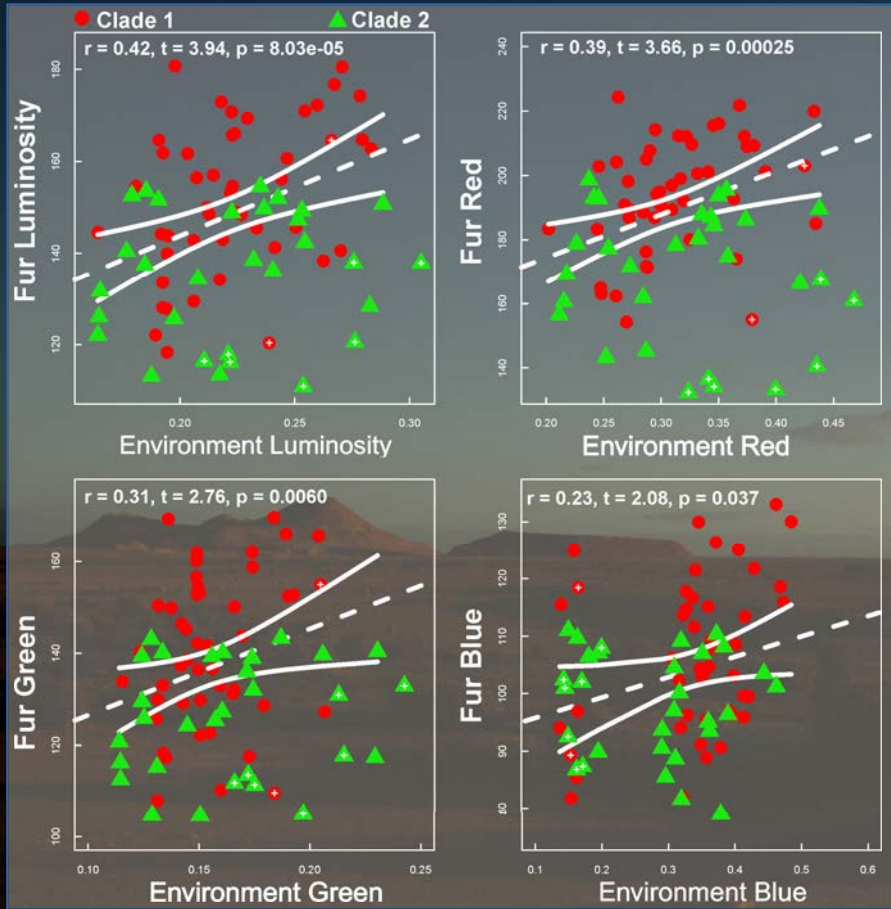 Clade 1 Clade 2
r = 0.42, t = 3.94, p = 8.03e-05
Fur Luminosity
180
160
140
120
0.20 0.25 0.30
Environment Luminosity
r = 0.39, t = 3.66, p = 0.00025
Fur Red
240
220
200
180
160
140
0.20 0.25 0.30 0.35 0.40 0.45
Environment Red
r = 0.31, t = 2.76, p = 0.0060
Fur Green
160
140
120
100
0.10 0.15 0.20 0.25
Environment Green
r = 0.23, t = 2.08, p = 0.037
Fur Blue
130
120
110
100
90
80
0.1 0.2 0.3 0.4 0.5 0.6
Environment Blue